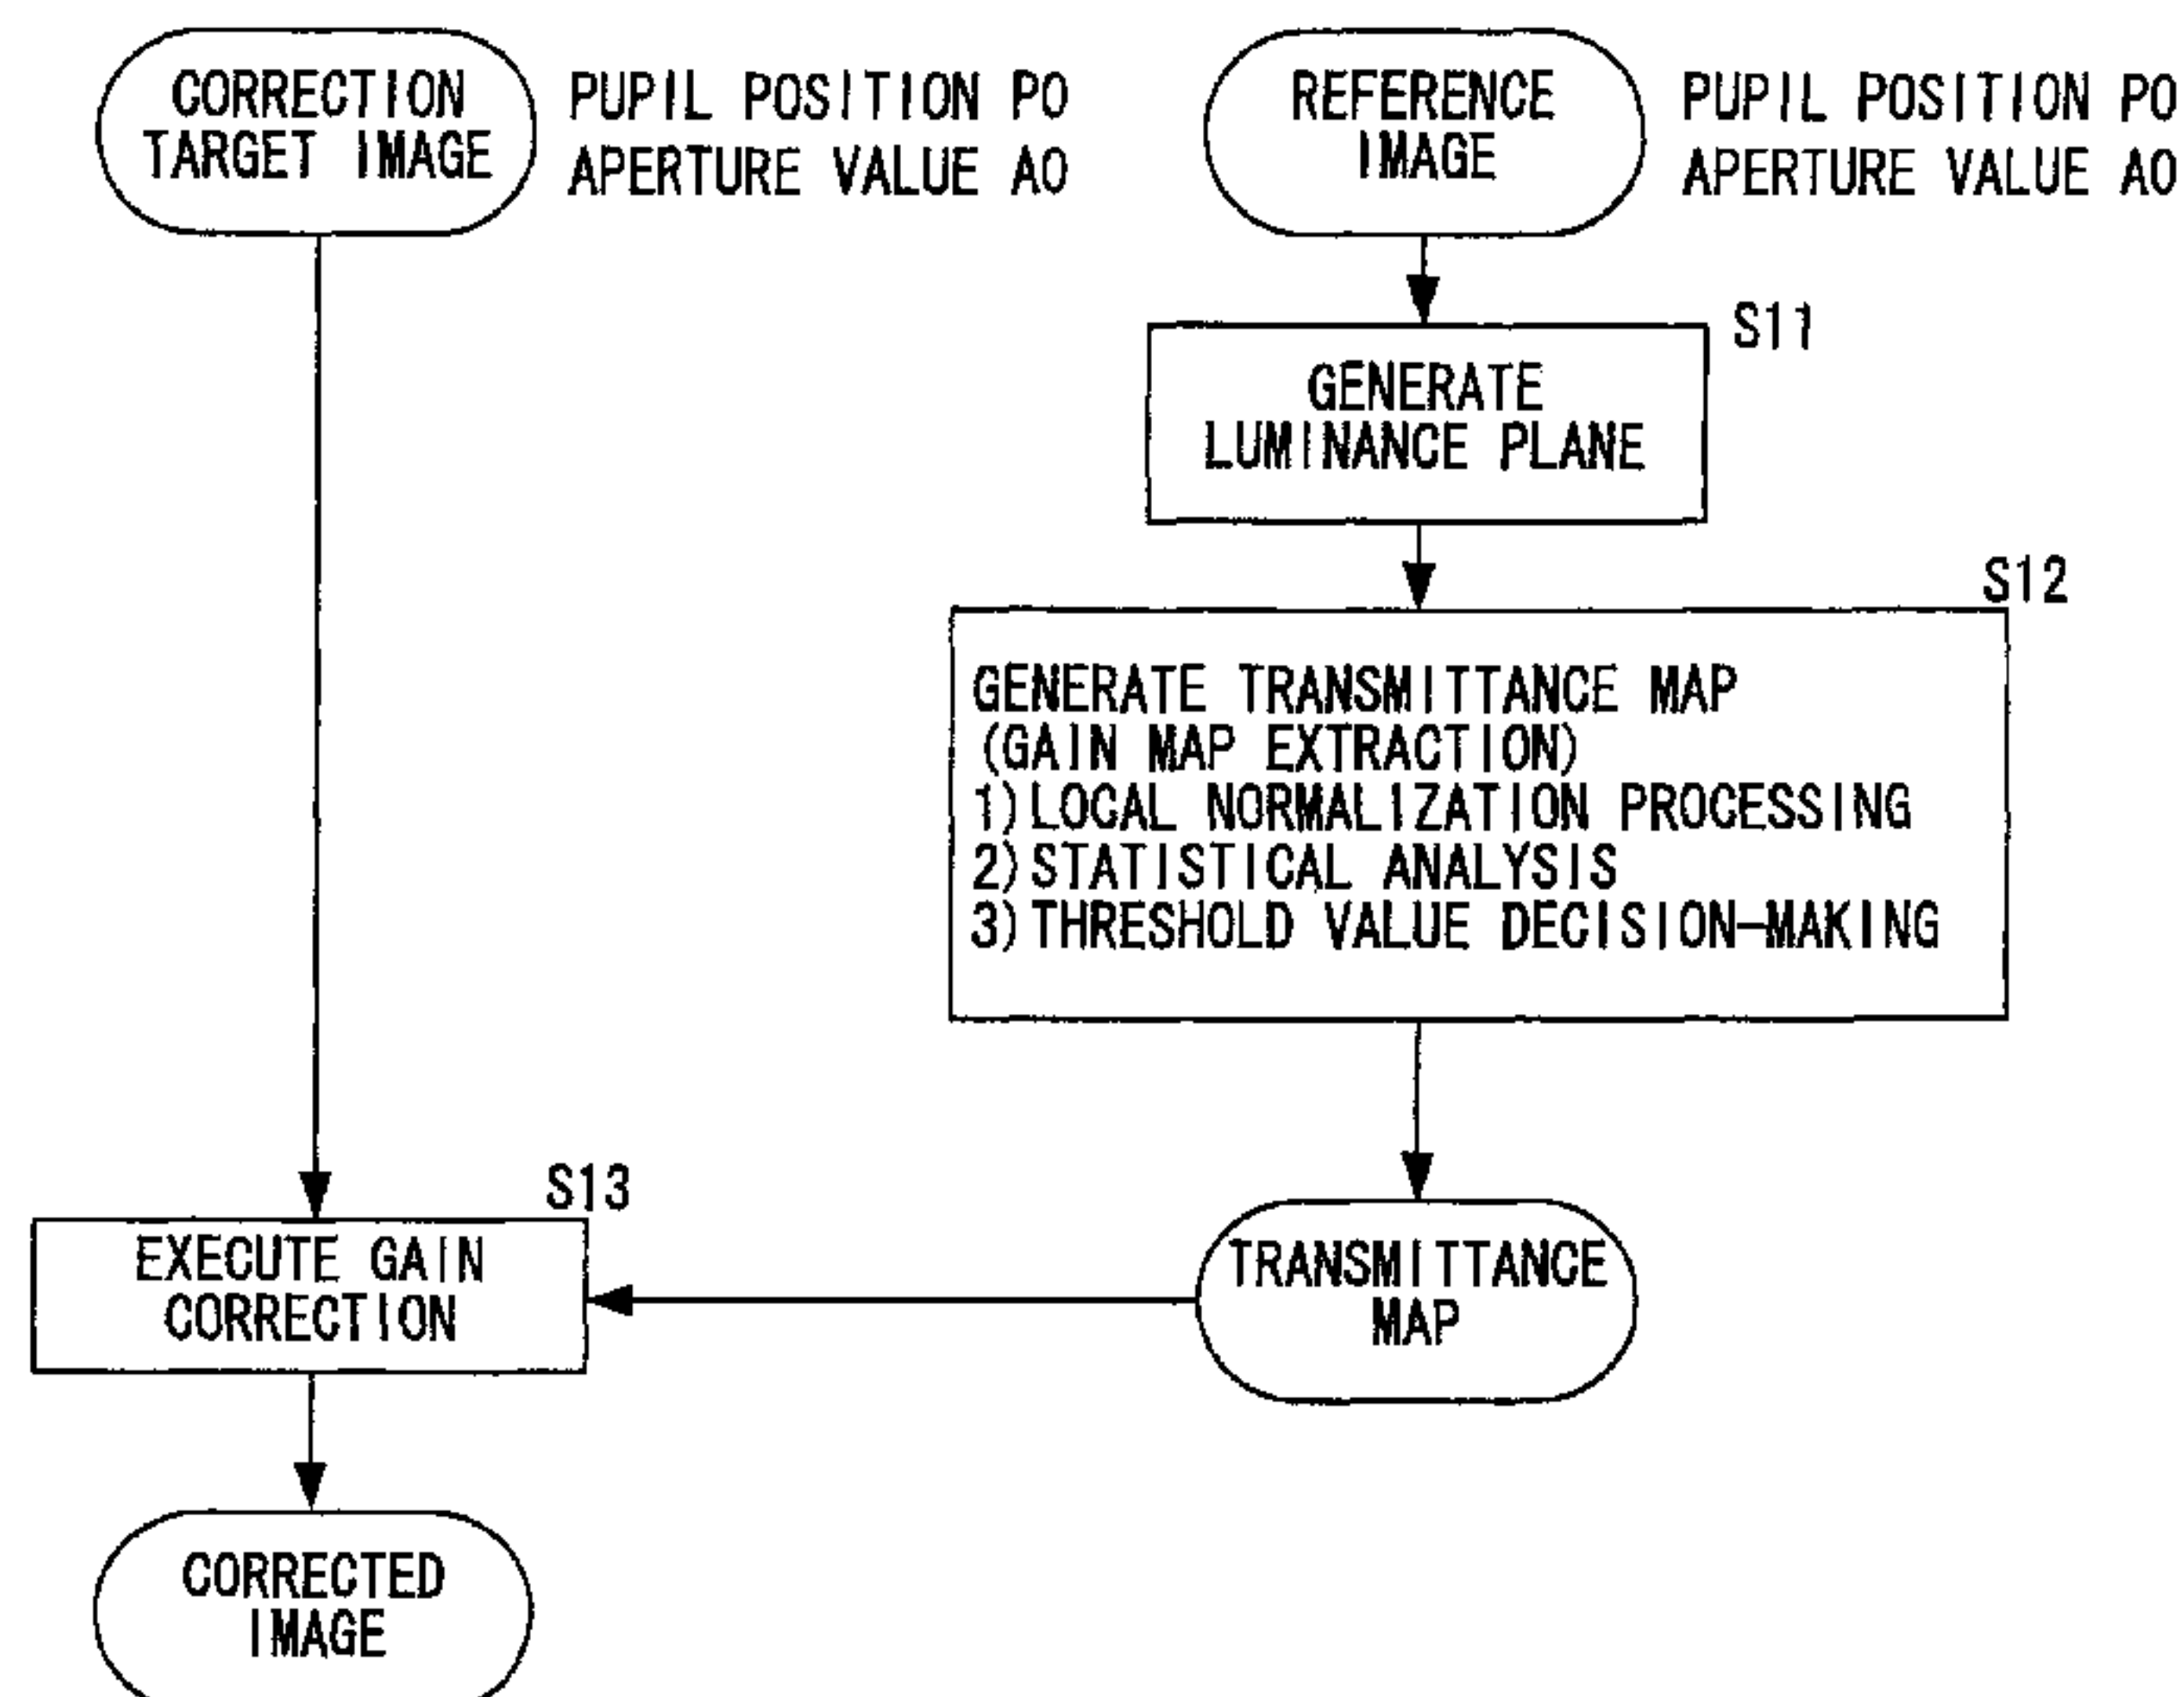 CORRECTION
TARGET IMAGE
PUPIL POSITION P0
APERTURE VALUE A0
REFERENCE
IMAGE
PUPIL POSITION P0
APERTURE VALUE A0
S11
GENERATE
LUMINANCE PLANE
S12
GENERATE TRANSMITTANCE MAP
(GAIN MAP EXTRACTION)
1)LOCAL NORMALIZATION PROCESSING
2)STATISTICAL ANALYSIS
3)THRESHOLD VALUE DECISION-MAKING
S13
EXECUTE GAIN
CORRECTION
TRANSMITTANCE
MAP
CORRECTED
IMAGE